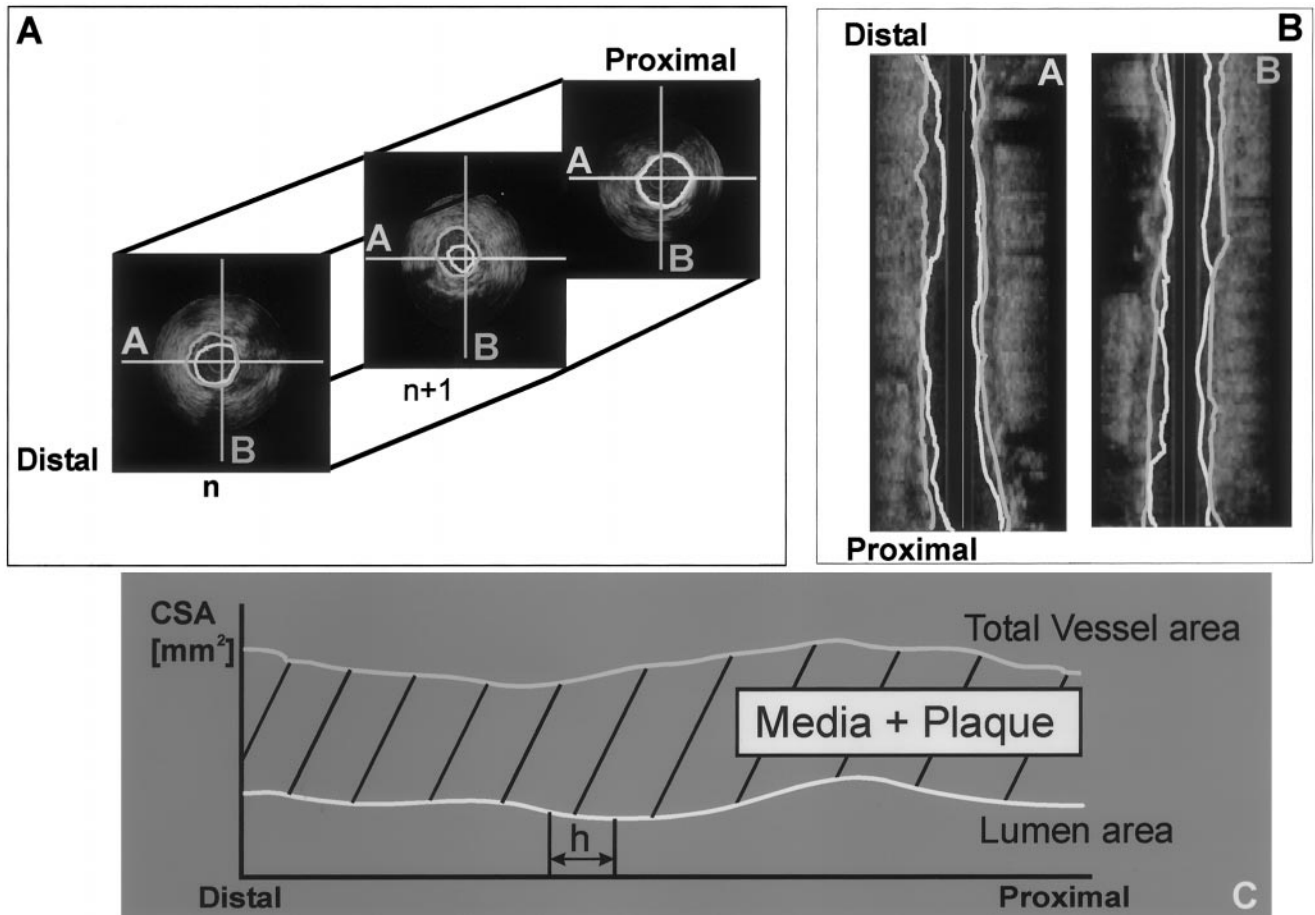 A
Proximal
A
B
A
B
n+1
A
B
Distal
n
B
Distal
A
B
Proximal
CSA
[mm²]
Total Vessel area
Media + Plaque
h
Lumen area
Distal
Proximal
C